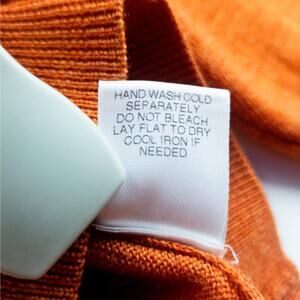 HAND WASH COLD
SEPARATELY
DO NOT BLEACH
LAY FLAT TO DRY
COOL IRON IF
NEEDED